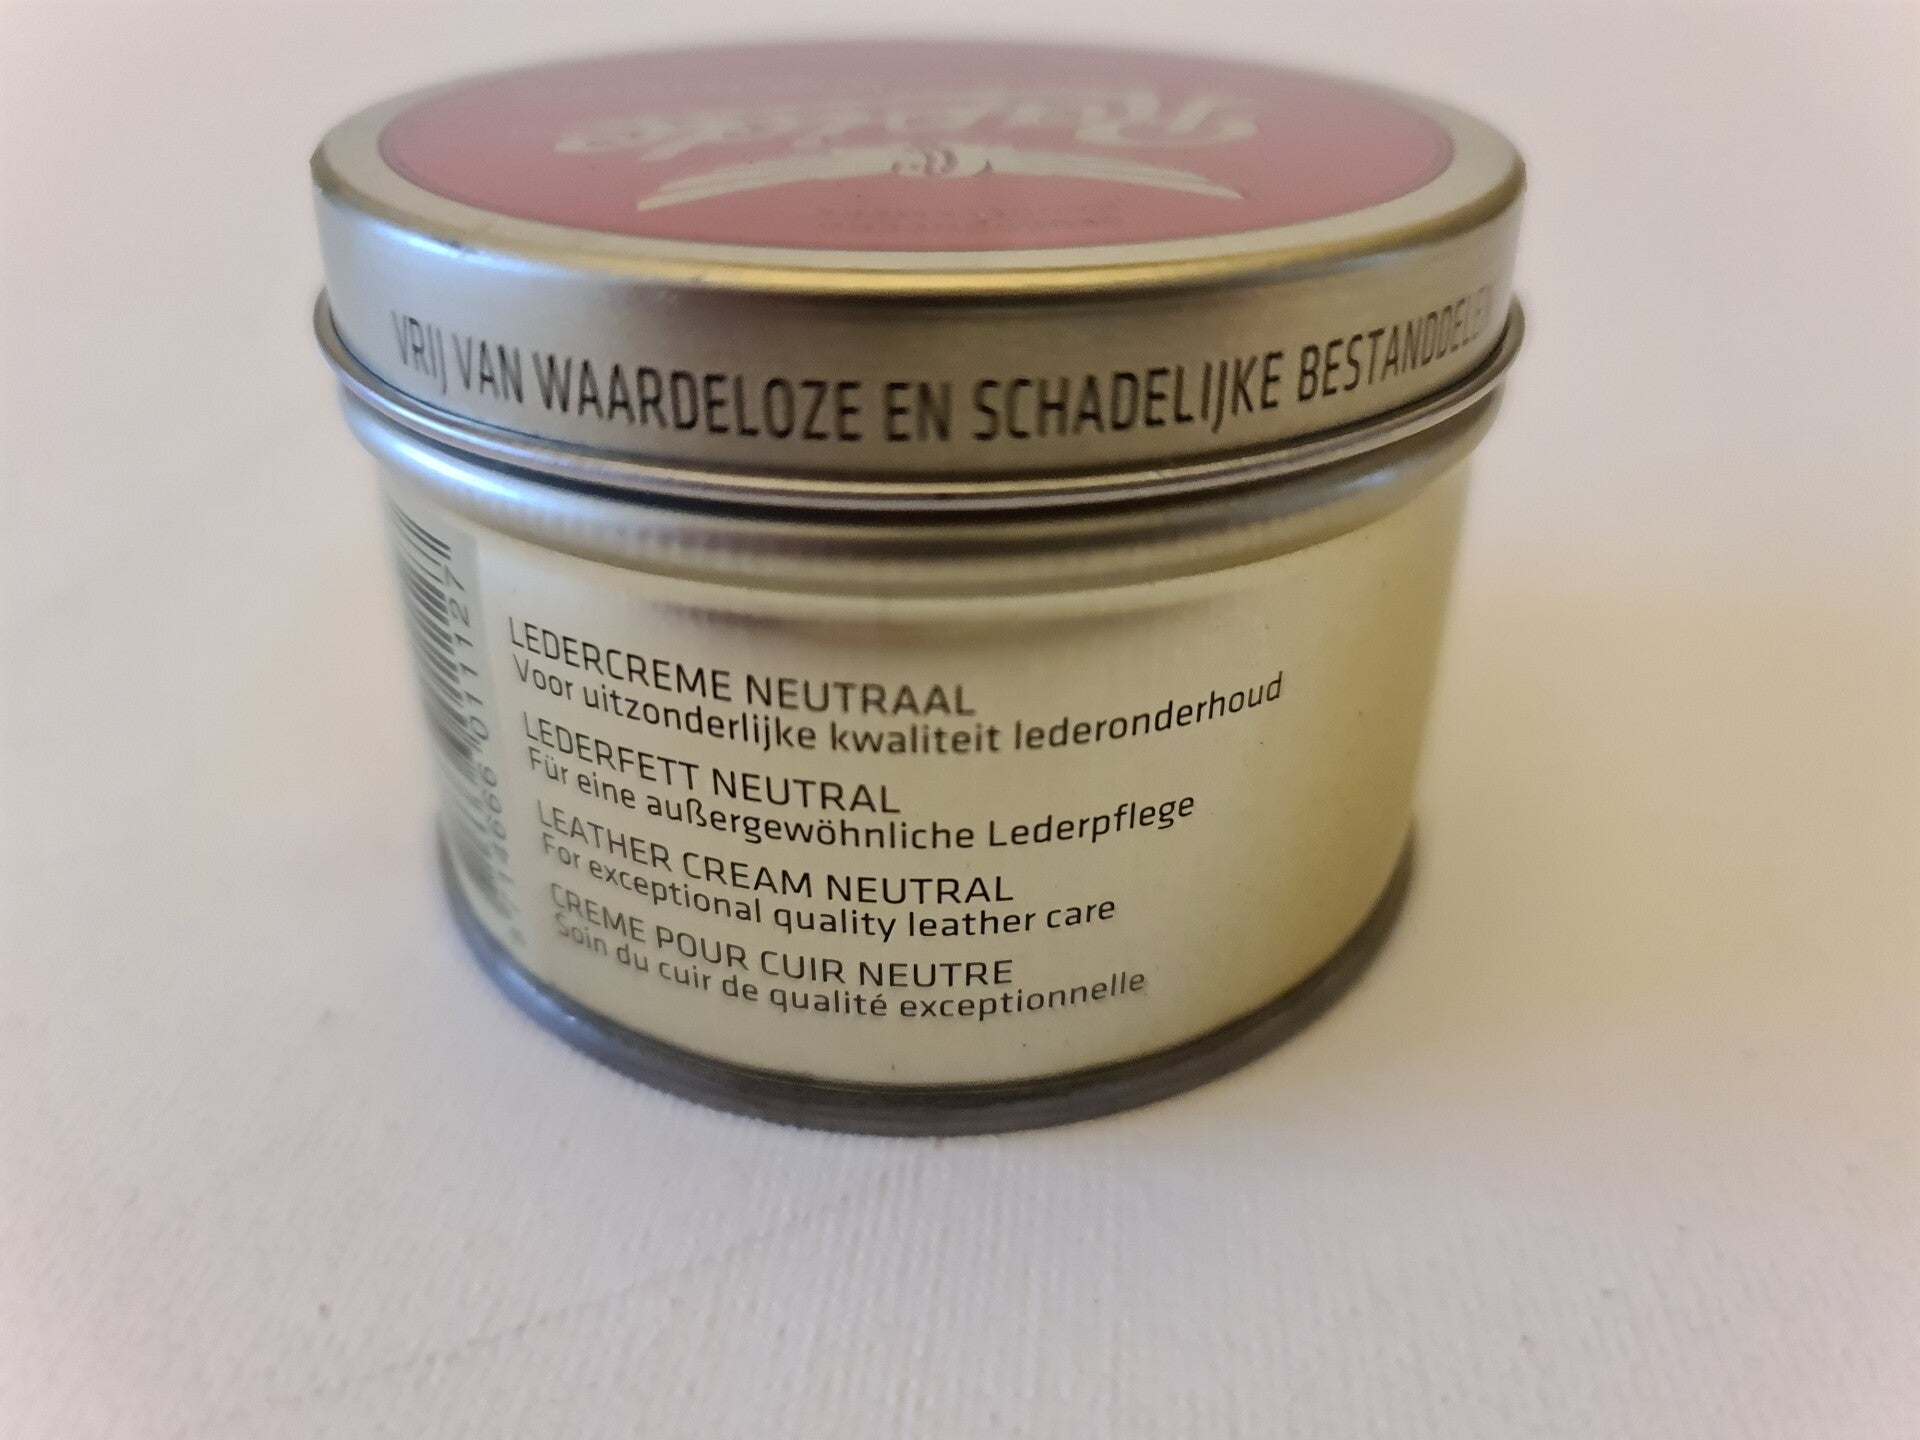 Rapide
VRIJ VAN WAARDELOZE EN SCHADELIJKE BESTANDDELEN
LEDERCREME NEUTRAAL
Voor uitzonderlijke kwaliteit lederonderhoud
LEDERFETT NEUTRAL
Für eine außergewöhnliche Lederpflege
LEATHER CREAM NEUTRAL
For exceptional quality leather care
CREME POUR CUIR NEUTRE
Soin du cuir de qualité exceptionnelle